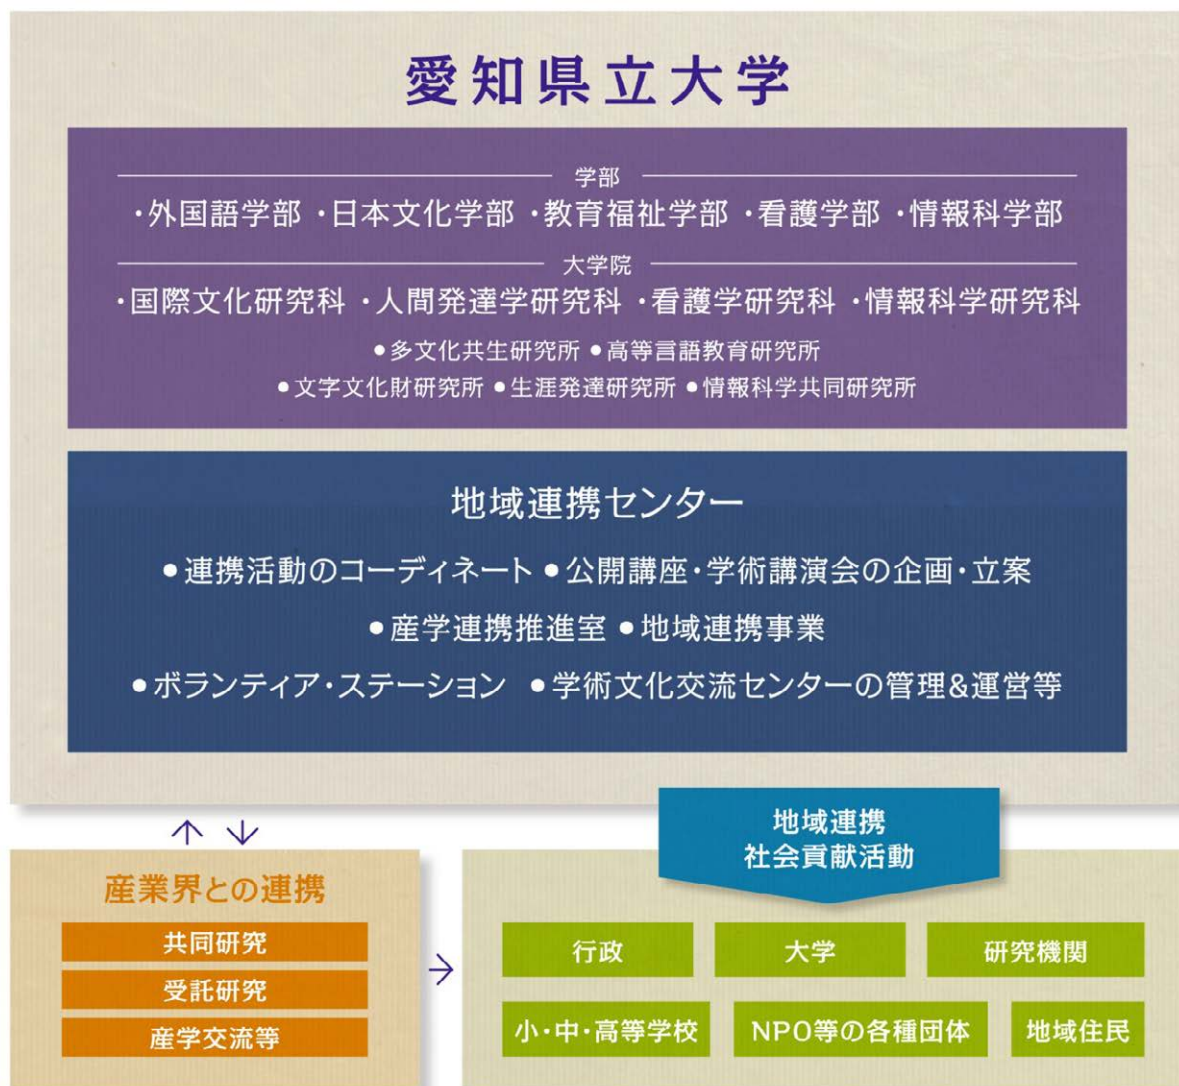 愛知県立大学
学部
・外国語学部 ・日本文化学部 ・教育福祉学部 ・看護学部 ・情報科学部
大学院
・国際文化研究科 ・人間発達学研究科 ・看護学研究科 ・情報科学研究科
●多文化共生研究所 ●高等言語教育研究所
●文字文化財研究所 ●生涯発達研究所 ●情報科学共同研究所
地域連携センター
●連携活動のコーディネート ●公開講座・学術講演会の企画・立案
●産学連携推進室 ●地域連携事業
●ボランティア・ステーション ●学術文化交流センターの管理&運営等
地域連携
社会貢献活動
産業界との連携
共同研究
受託研究
産学交流等
行政 大学 研究機関
小・中・高等学校 NPO等の各種団体 地域住民